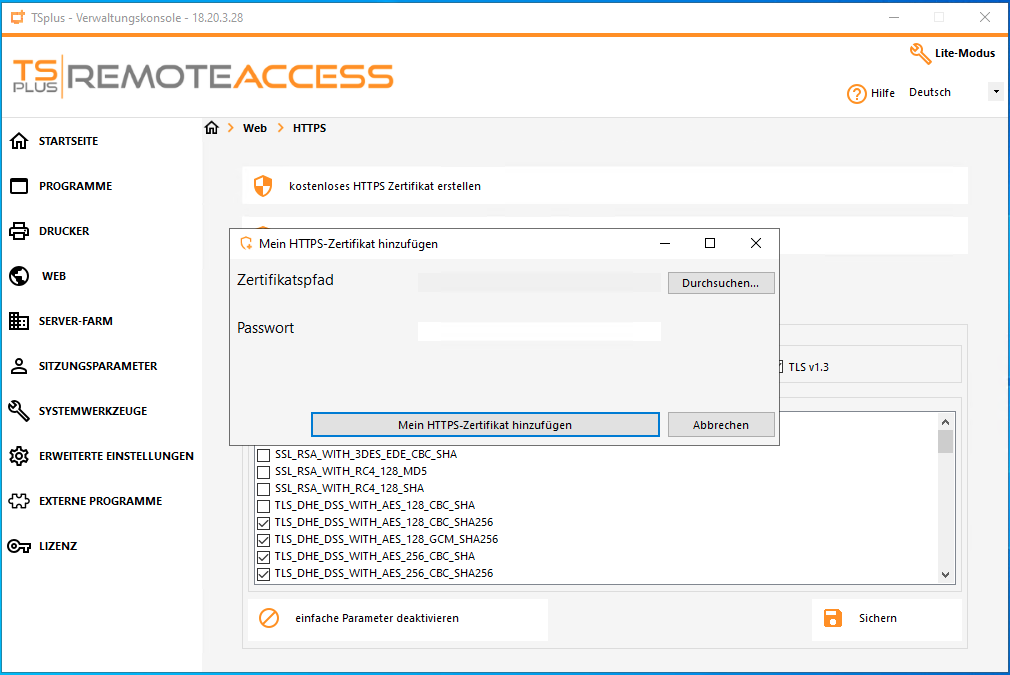 TSplus - Verwaltungskonsole - 18.20.3.28
TS PLUS REMOTEACCESS
Lite-Modus
Hilfe
Deutsch
STARTSEITE
PROGRAMME
DRUCKER
WEB
SERVER-FARM
SITZUNGSPARAMETER
SYSTEMWERKZEUGE
ERWEITERTE EINSTELLUNGEN
EXTERNE PROGRAMME
LIZENZ
Web > HTTPS
kostenloses HTTPS Zertifikat erstellen
Mein HTTPS-Zertifikat hinzufügen
Zertifikatspfad
Durchsuchen...
Passwort
Mein HTTPS-Zertifikat hinzufügen
Abbrechen
TLS v1.3
SSL_RSA_WITH_3DES_EDE_CBC_SHA
SSL_RSA_WITH_RC4_128_MD5
SSL_RSA_WITH_RC4_128_SHA
TLS_DHE_DSS_WITH_AES_128_CBC_SHA
TLS_DHE_DSS_WITH_AES_128_CBC_SHA256
TLS_DHE_DSS_WITH_AES_128_GCM_SHA256
TLS_DHE_DSS_WITH_AES_256_CBC_SHA
TLS_DHE_DSS_WITH_AES_256_CBC_SHA256
einfache Parameter deaktivieren
Sichern